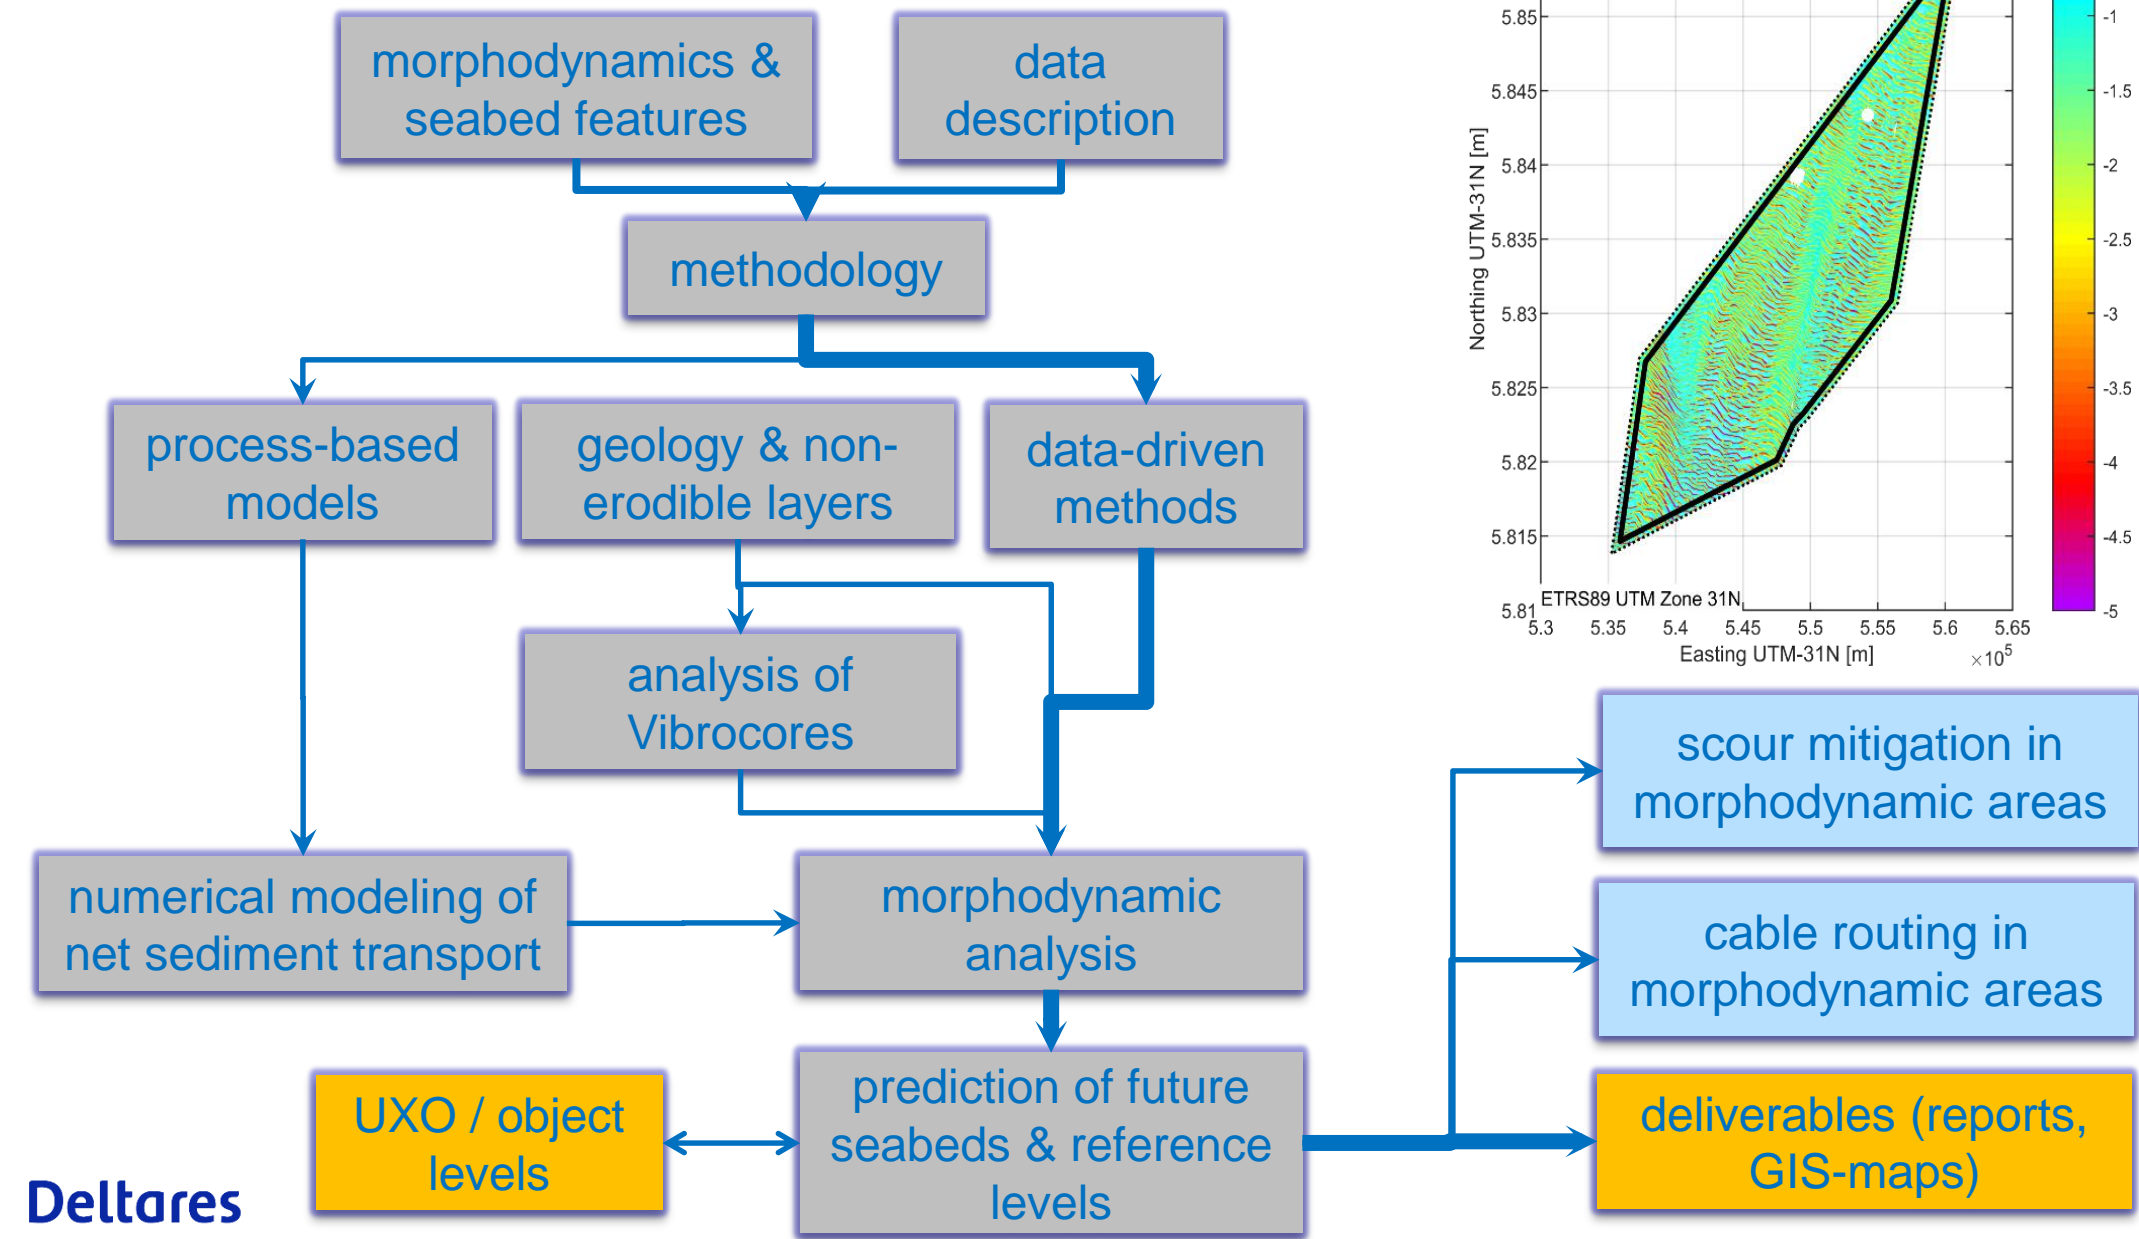 morphodynamics &
seabed features
data
description
methodology
process-based
models
geology & non-
erodible layers
data-driven
methods
analysis of
Vibrocores
numerical modeling of
net sediment transport
morphodynamic
analysis
UXO / object
levels
prediction of future
seabeds & reference
levels
scour mitigation in
morphodynamic areas
cable routing in
morphodynamic areas
deliverables (reports,
GIS-maps)
Deltares
Northing UTM-31N [m]
5.85
5.845
5.84
5.835
5.83
5.825
5.82
5.815
5.81
ETRS89 UTM Zone 31N
5.3 5.35 5.4 5.45 5.5 5.55 5.6 5.65
Easting UTM-31N [m]
×10⁵
-1
-1.5
-2
-2.5
-3
-3.5
-4
-4.5
-5